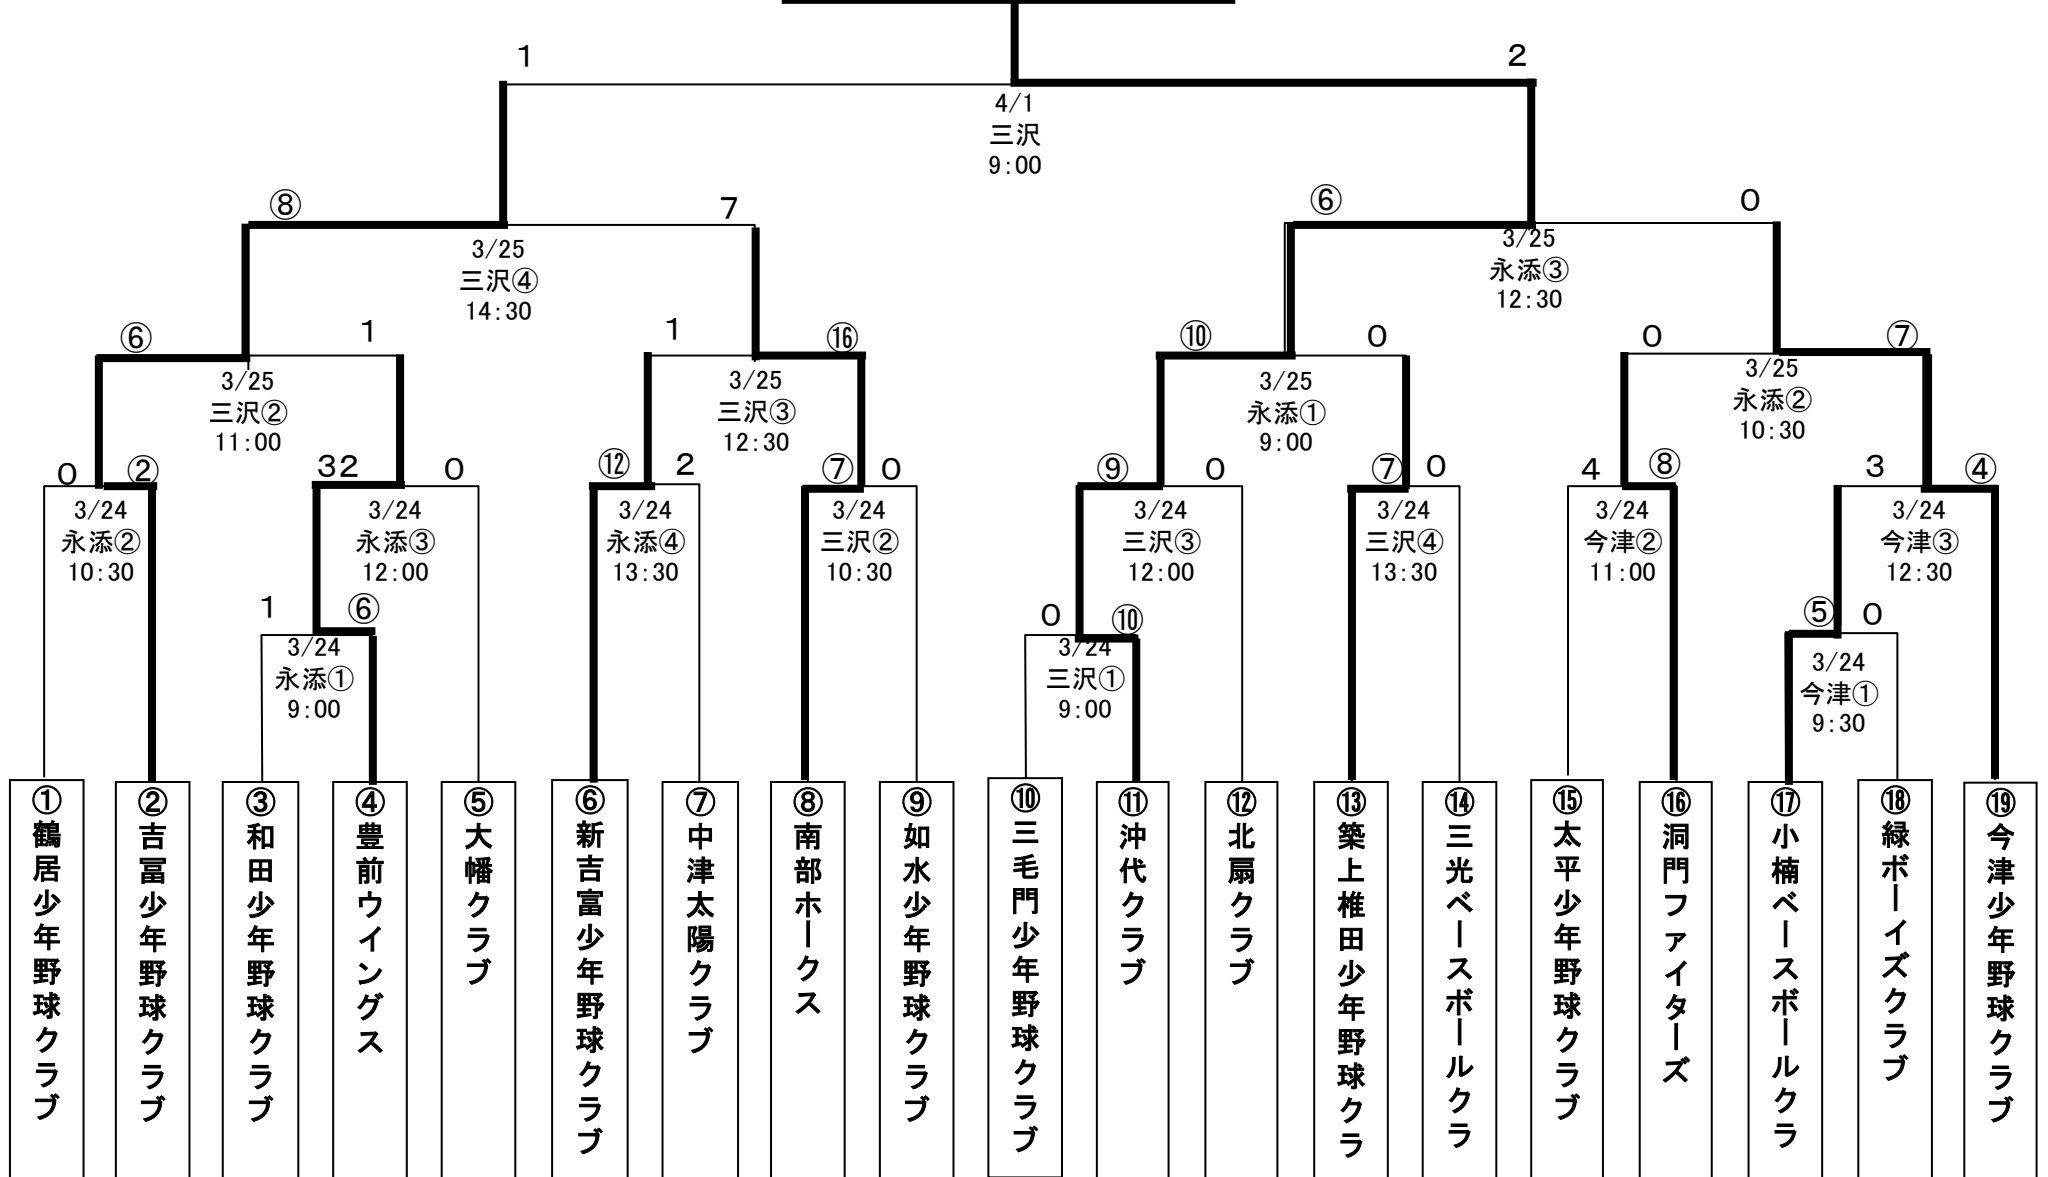 1
2
4/1
三沢
9:00
⑧
7
⑥
0
3/25
三沢④
14:30
3/25
永添③
12:30
⑥
1
1
⑯
⑩
0
0
⑦
3/25
三沢②
11:00
3/25
三沢③
12:30
3/25
永添①
9:00
3/25
永添②
10:30
0
②
32
0
⑫
2
⑦
0
⑨
0
⑦
0
4
⑧
3
④
3/24
永添②
10:30
3/24
永添③
12:00
3/24
永添④
13:30
3/24
三沢②
10:30
3/24
三沢③
12:00
3/24
三沢④
13:30
3/24
今津②
11:00
3/24
今津③
12:30
1
⑥
0
⑩
⑤
0
3/24
永添①
9:00
3/24
三沢①
9:00
3/24
今津①
9:30
①鶴居少年野球クラブ
②吉冨少年野球クラブ
③和田少年野球クラブ
④豊前ウイングス
⑤大幡クラブ
⑥新吉富少年野球クラブ
⑦中津太陽クラブ
⑧南部ホークス
⑨如水少年野球クラブ
⑩三毛門少年野球クラブ
⑪沖代クラブ
⑫北扇クラブ
⑬築上椎田少年野球クラ
⑭三光ベースボールクラ
⑮太平少年野球クラブ
⑯洞門ファイターズ
⑰小楠ベースボールクラ
⑱緑ボーイズクラブ
⑲今津少年野球クラブ